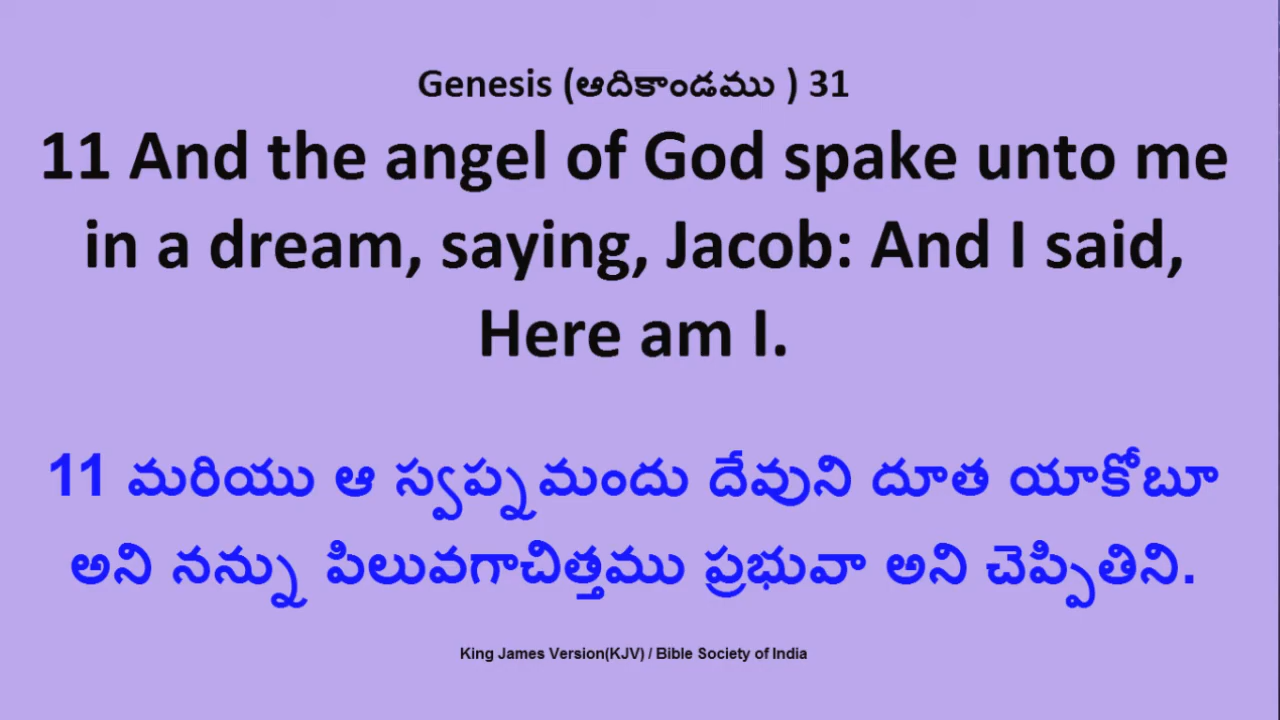 Genesis (ఆదికాండము ) 31
11 And the angel of God spake unto me
in a dream, saying, Jacob: And I said,
Here am I.
11 మరియు ఆ స్వప్నమందు దేవుని దూత యాకోబూ
అని నన్ను పిలువగాచిత్తము ప్రభువా అని చెప్పితిని.
King James Version(KJV) / Bible Society of India